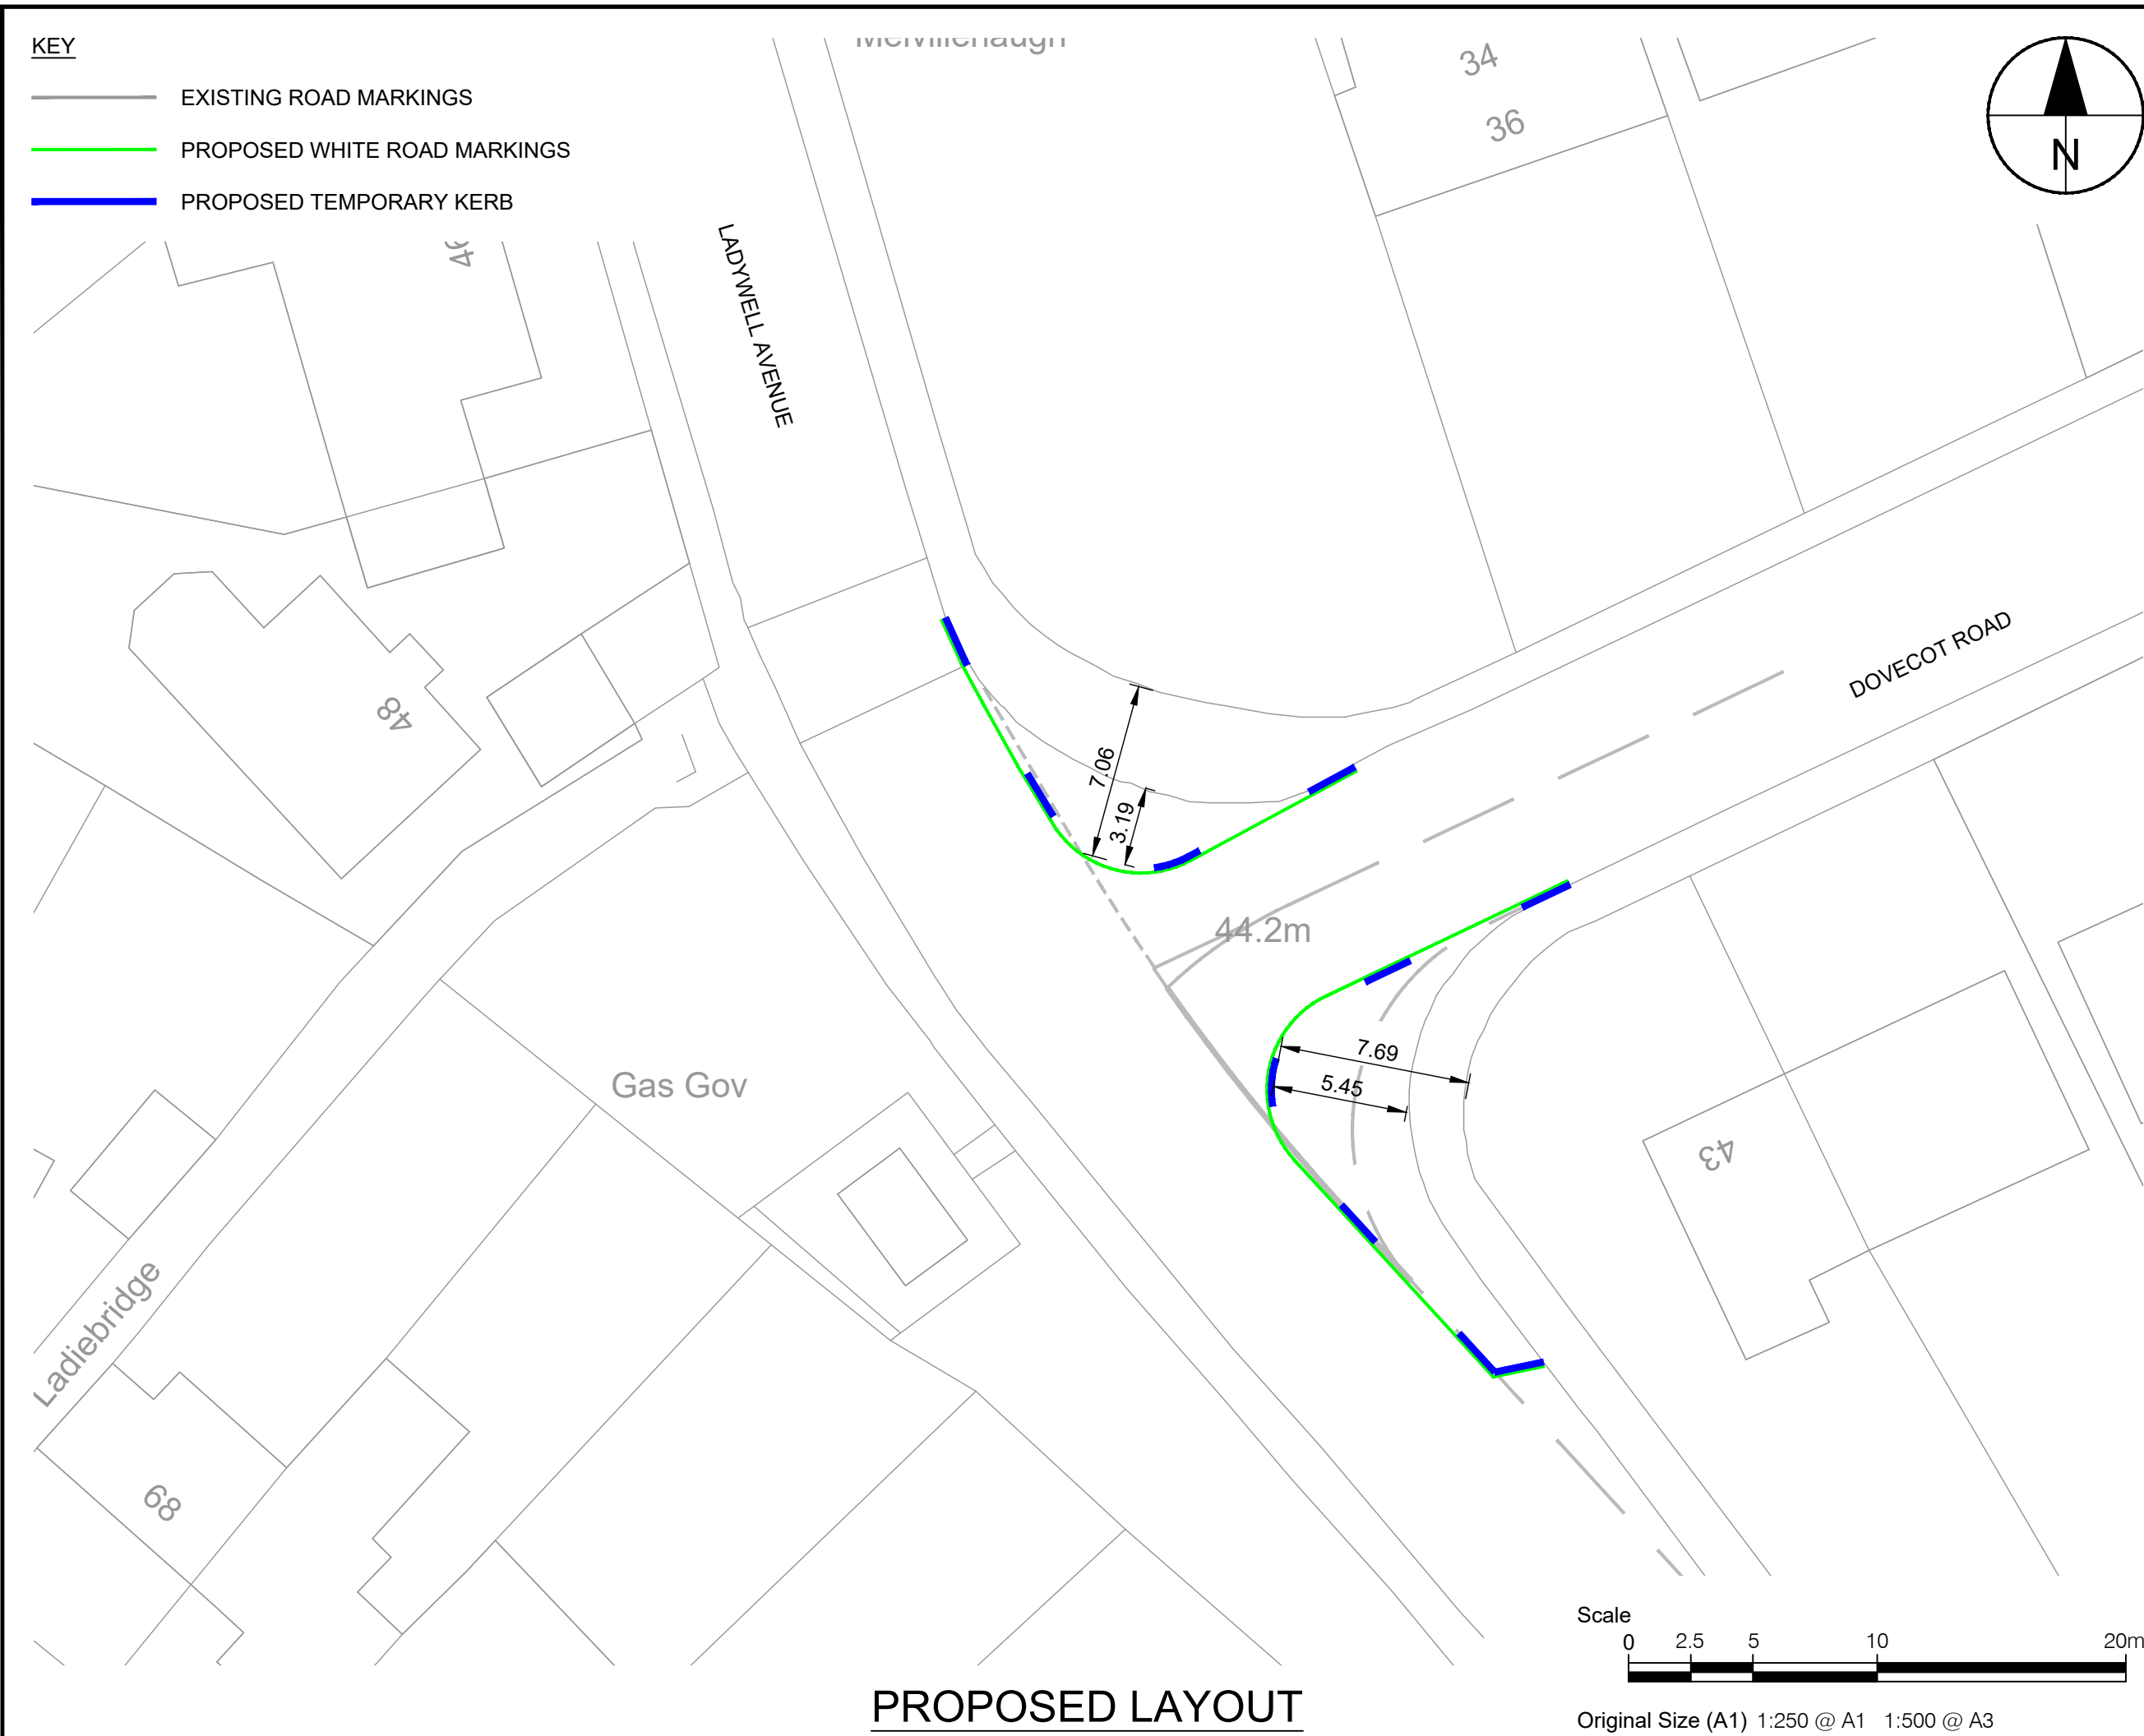 KEY
EXISTING ROAD MARKINGS
PROPOSED WHITE ROAD MARKINGS
PROPOSED TEMPORARY KERB
34
36
N
LADYWELL AVENUE
DOVECOT ROAD
48
7.06
3.19
44.2m
7.69
5.45
Gas Gov
43
Ladiebridge
68
Scale
0 2.5 5 10 20m
PROPOSED LAYOUT
Original Size (A1) 1:250 @ A1 1:500 @ A3